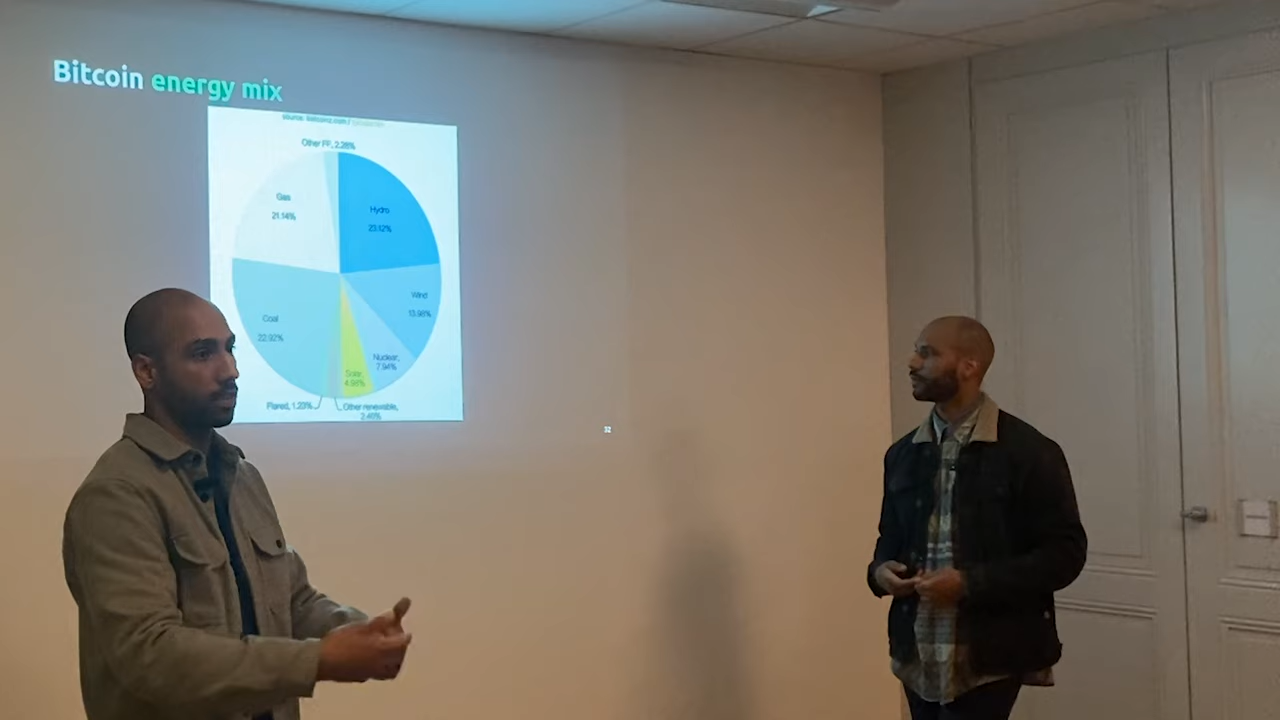 Bitcoin energy mix
Other FF, 2.28%
Gas
21.14%
Hydro
23.12%
Wind
13.98%
Coal
22.92%
Nuclear,
7.94%
Solar,
4.98%
Flared, 1.23%
Other renewable,
2.40%
32